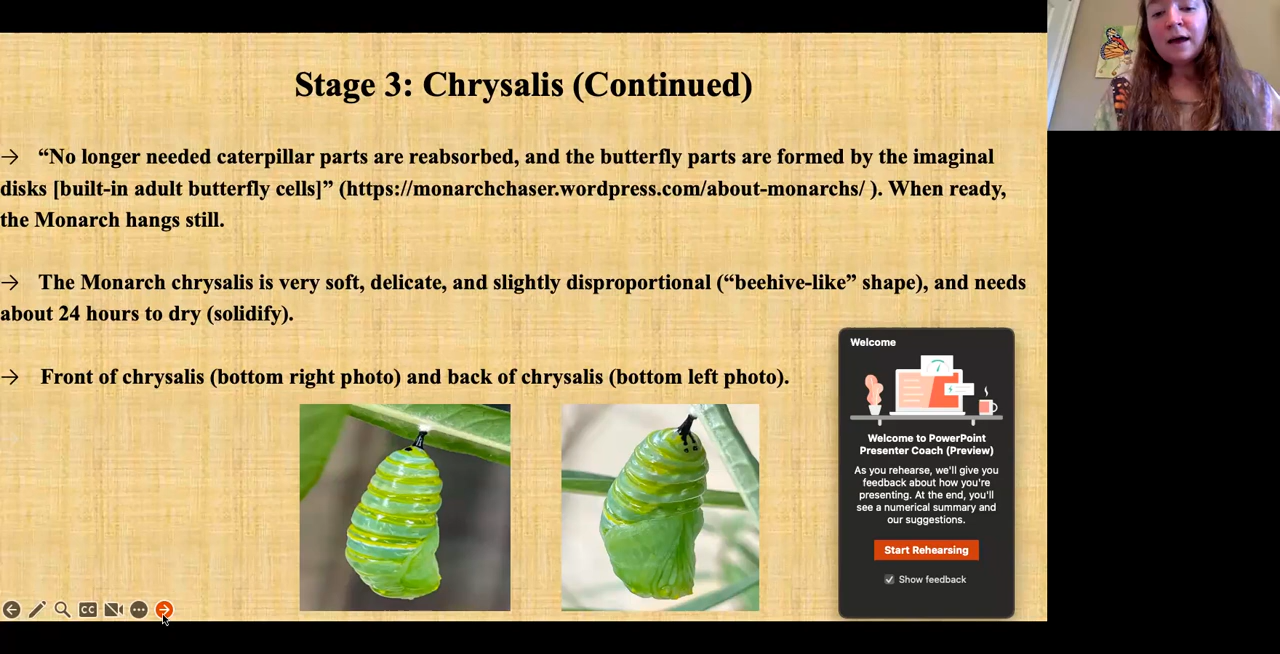 Stage 3: Chrysalis (Continued)
→ “No longer needed caterpillar parts are reabsorbed, and the butterfly parts are formed by the imaginal
disks [built-in adult butterfly cells]” (https://monarchchaser.wordpress.com/about-monarchs/ ). When ready,
the Monarch hangs still.
→ The Monarch chrysalis is very soft, delicate, and slightly disproportional (“beehive-like” shape), and needs
about 24 hours to dry (solidify).
→ Front of chrysalis (bottom right photo) and back of chrysalis (bottom left photo).
Welcome
Welcome to PowerPoint
Presenter Coach (Preview)
As you rehearse, we'll give you
feedback about how you're
presenting. At the end, you'll
see a numerical summary and
our suggestions.
Start Rehearsing
Show feedback
CC